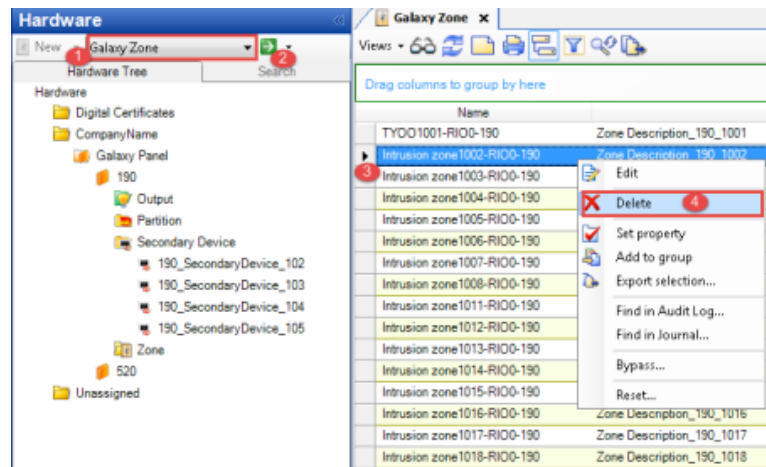 Hardware
New
Galaxy Zone
1
2
Hardware Tree
Search
Hardware
Digital Certificates
CompanyName
Galaxy Panel
190
Output
Partition
Secondary Device
190_SecondaryDevice_102
190_SecondaryDevice_103
190_SecondaryDevice_104
190_SecondaryDevice_105
Zone
520
Unassigned
Galaxy Zone
Views
Drag columns to group by here
Name
TYOO1001-RIO0-190 Zone Description_190_1001
Intrusion zone1002-RIO0-190 Zone Description_190_1002
3
Intrusion zone1003-RIO0-190
Intrusion zone1004-RIO0-190
Intrusion zone1005-RIO0-190
Intrusion zone1006-RIO0-190
Intrusion zone1007-RIO0-190
Intrusion zone1008-RIO0-190
Intrusion zone1011-RIO0-190
Intrusion zone1012-RIO0-190
Intrusion zone1013-RIO0-190
Intrusion zone1014-RIO0-190
Intrusion zone1015-RIO0-190
Intrusion zone1016-RIO0-190 Zone Description_190_1016
Intrusion zone1017-RIO0-190 Zone Description_190_1017
Intrusion zone1018-RIO0-190 Zone Description_190_1018
Edit
Delete 4
Set property
Add to group
Export selection...
Find in Audit Log...
Find in Journal...
Bypass...
Reset...